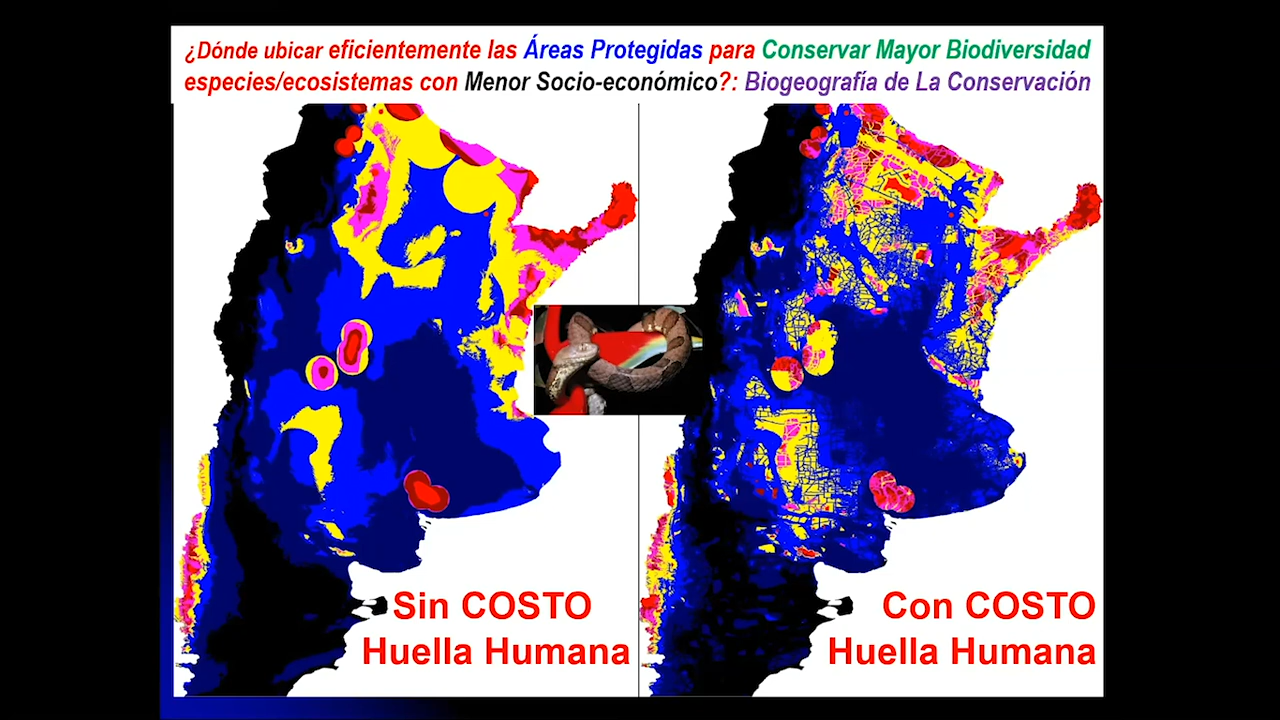 ¿Dónde ubicar eficientemente las Áreas Protegidas para Conservar Mayor Biodiversidad
especies/ecosistemas con Menor Socio-económico?: Biogeografía de La Conservación
Sin COSTO
Huella Humana
Con COSTO
Huella Humana